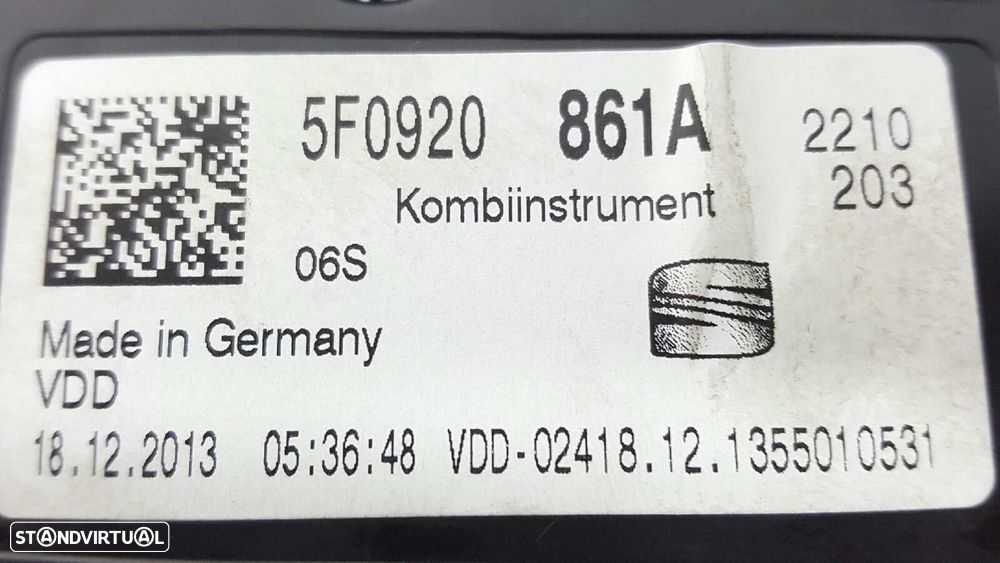 5F0920 861A 2210
203
Kombiinstrument
06S
Made in Germany
VDD
18.12.2013 05:36:48 VDD-02418.12.1355010531
STANDVIRTUAL